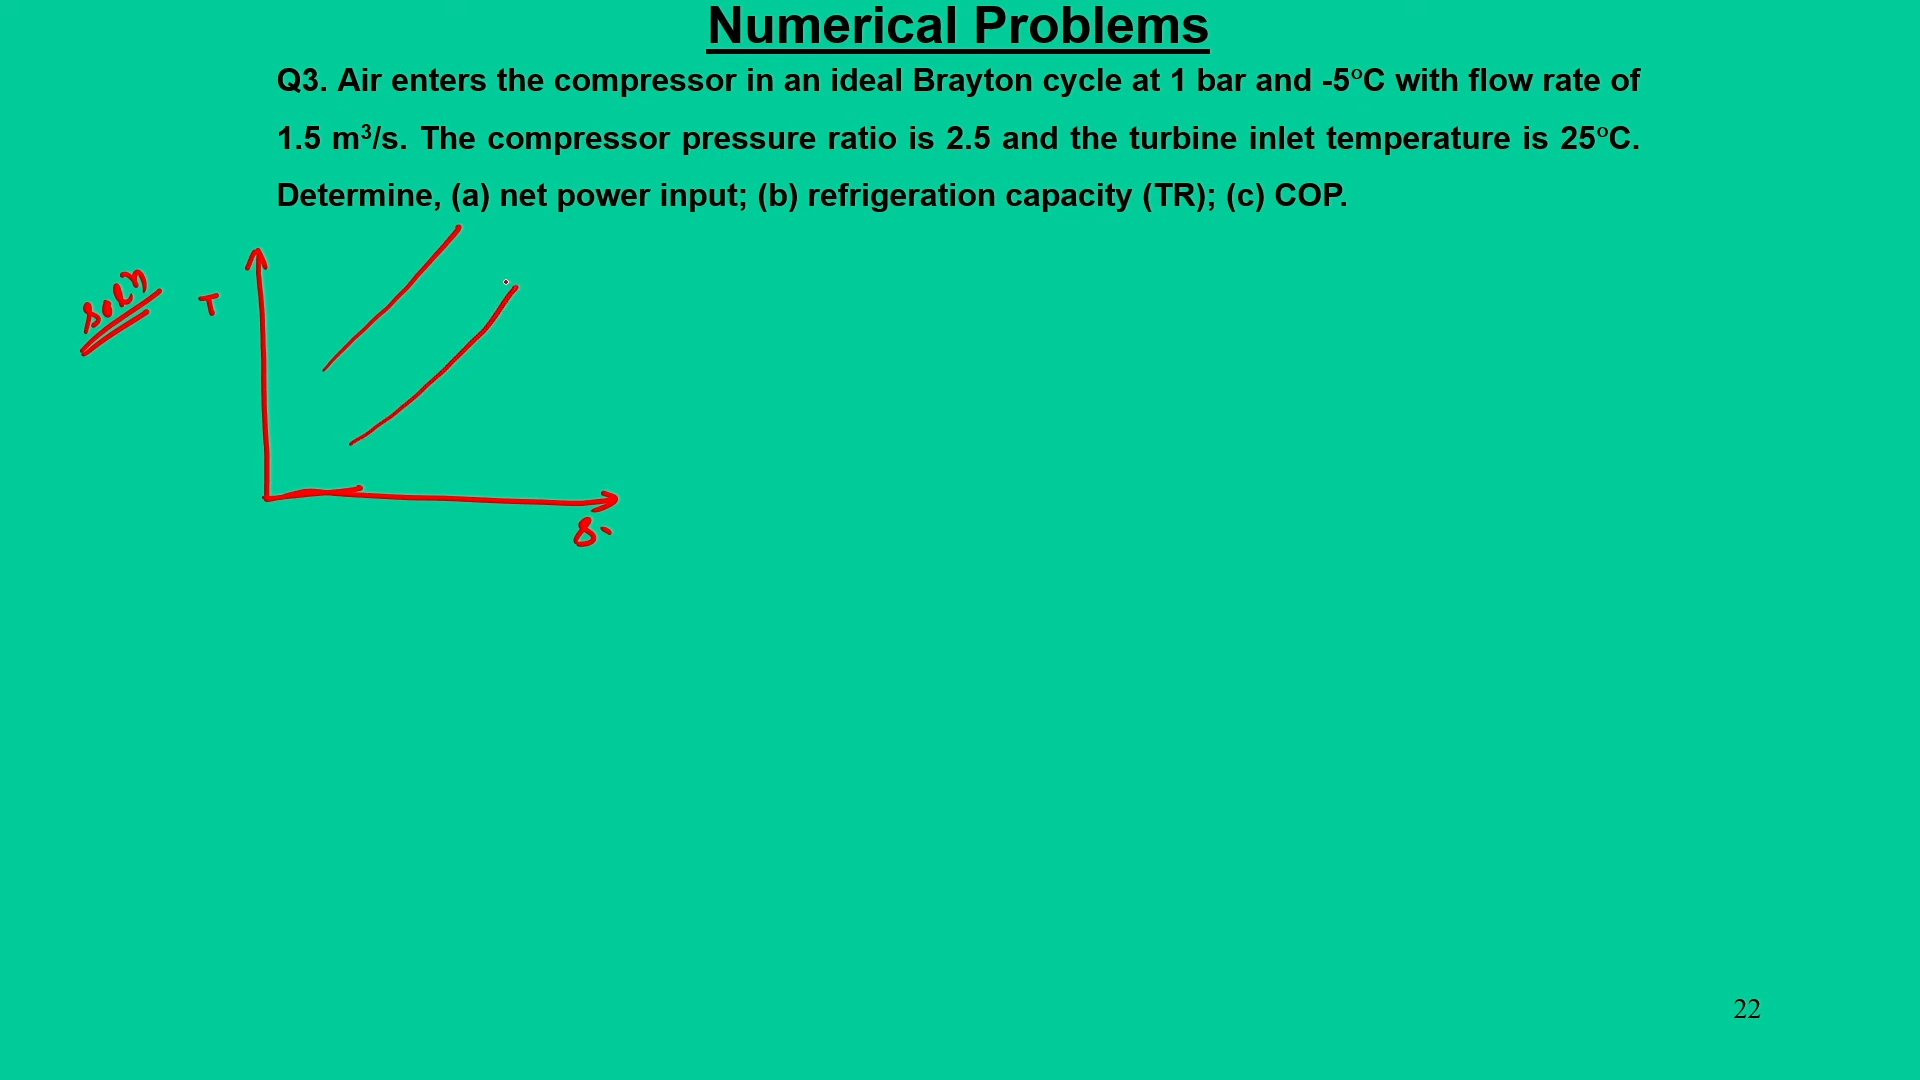 Numerical Problems
Q3. Air enters the compressor in an ideal Brayton cycle at 1 bar and -5°C with flow rate of
1.5 m³/s. The compressor pressure ratio is 2.5 and the turbine inlet temperature is 25°C.
Determine, (a) net power input; (b) refrigeration capacity (TR); (c) COP.
soln
T
s.
22